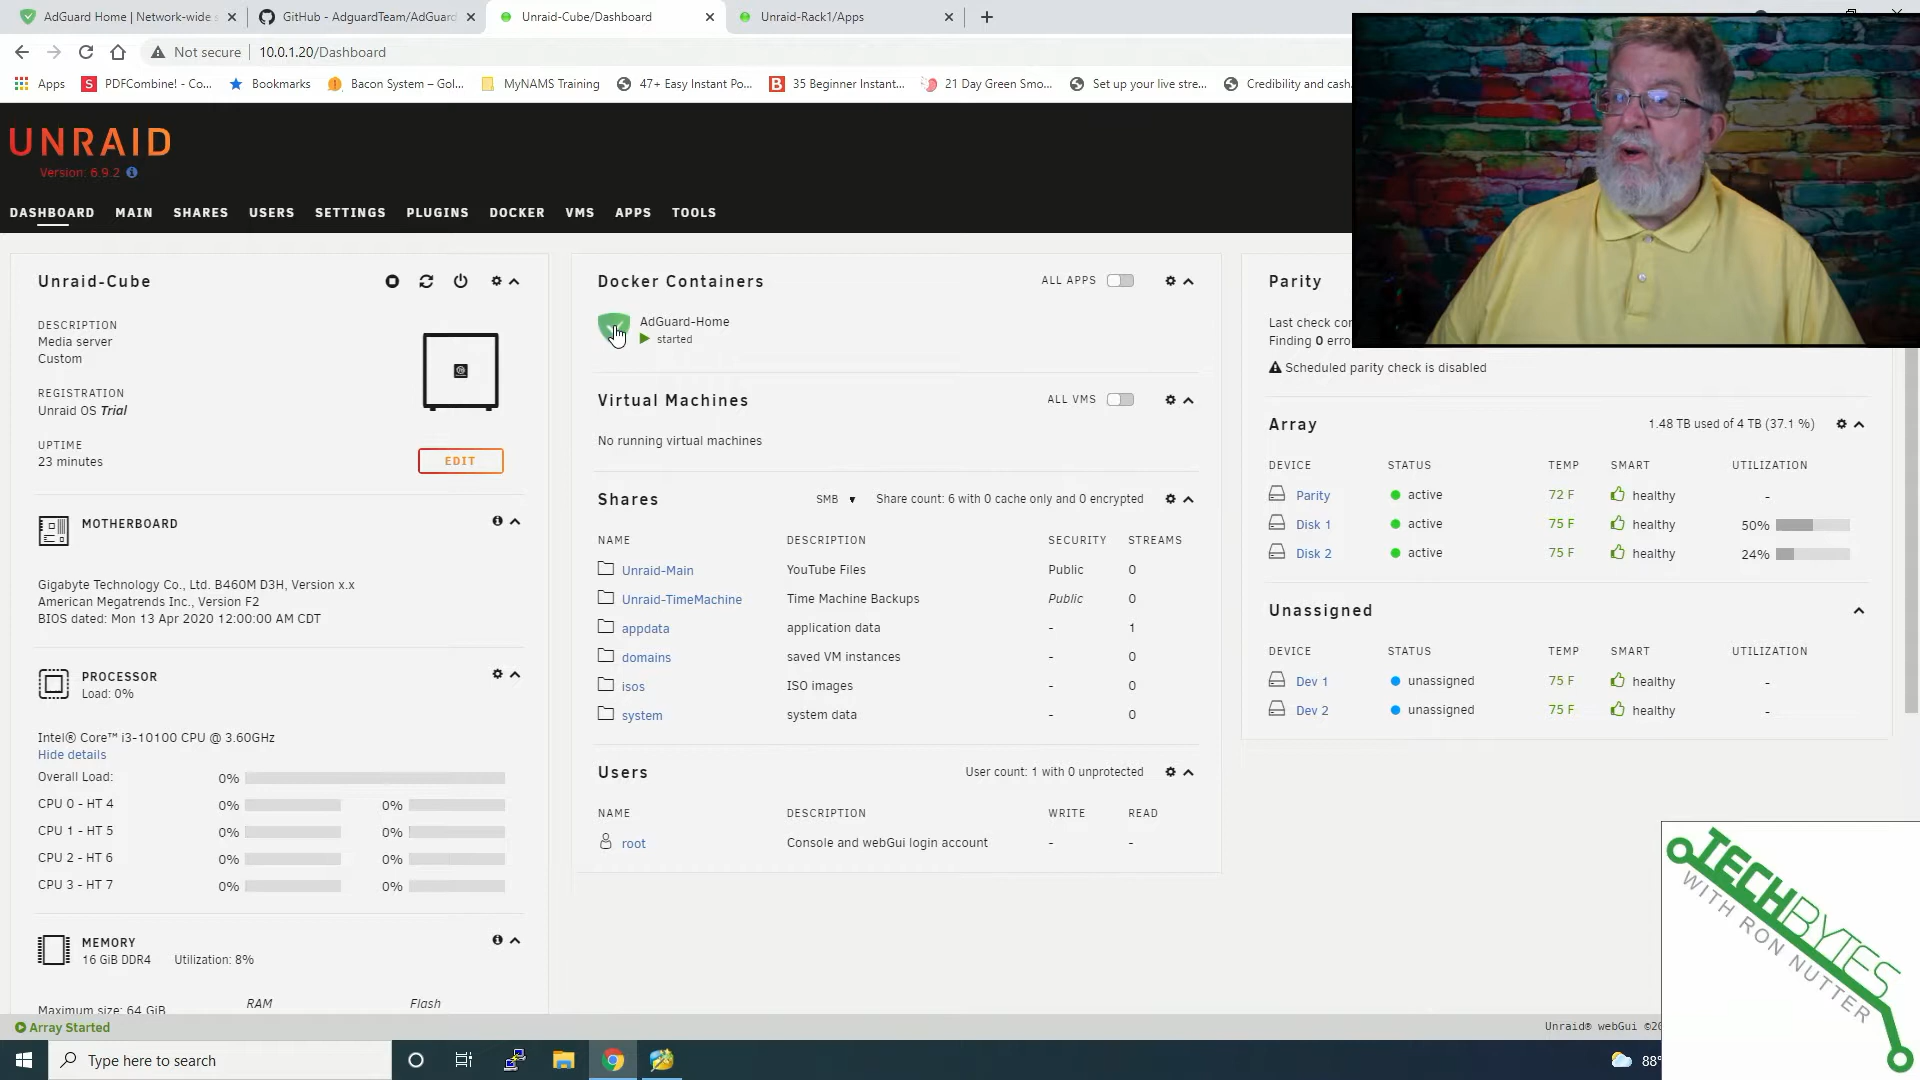 AdGuard Home | Network-wide s
GitHub - AdguardTeam/AdGuard
Unraid-Cube/Dashboard
Unraid-Rack1/Apps
Not secure
10.0.1.20/Dashboard
Apps
PDFCombine! - Co...
Bookmarks
Bacon System – Gol...
MyNAMS Training
47+ Easy Instant Po...
35 Beginner Instant...
21 Day Green Smo...
Set up your live stre...
Credibility and cash
UNRAID
Version: 6.9.2
DASHBOARD MAIN SHARES USERS SETTINGS PLUGINS DOCKER VMS APPS TOOLS
Unraid-Cube
DESCRIPTION
Media server
Custom
REGISTRATION
Unraid OS Trial
UPTIME
23 minutes
EDIT
MOTHERBOARD
Gigabyte Technology Co., Ltd. B460M D3H, Version x.x
American Megatrends Inc., Version F2
BIOS dated: Mon 13 Apr 2020 12:00:00 AM CDT
PROCESSOR
Load: 0%
Intel® Core™ i3-10100 CPU @ 3.60GHz
Hide details
Overall Load: 0%
CPU 0 - HT 4 0% 0%
CPU 1 - HT 5 0% 0%
CPU 2 - HT 6 0% 0%
CPU 3 - HT 7 0% 0%
MEMORY
16 GiB DDR4 Utilization: 8%
RAM Flash
Maximum size: 64 GiB
Docker Containers ALL APPS
AdGuard-Home
started
Virtual Machines ALL VMS
No running virtual machines
Shares SMB Share count: 6 with 0 cache only and 0 encrypted
NAME DESCRIPTION SECURITY STREAMS
Unraid-Main YouTube Files Public 0
Unraid-TimeMachine Time Machine Backups Public 0
appdata application data - 1
domains saved VM instances - 0
isos ISO images - 0
system system data - 0
Users User count: 1 with 0 unprotected
NAME DESCRIPTION WRITE READ
root Console and webGui login account - -
Parity
Last check co
Finding 0 erro
Scheduled parity check is disabled
Array 1.48 TB used of 4 TB (37.1 %)
DEVICE STATUS TEMP SMART UTILIZATION
Parity active 72 F healthy -
Disk 1 active 75 F healthy 50%
Disk 2 active 75 F healthy 24%
Unassigned
DEVICE STATUS TEMP SMART UTILIZATION
Dev 1 unassigned 75 F healthy -
Dev 2 unassigned 75 F healthy -
TECHBYTES
WITH RON NUTTER
Array Started
Unraid® webGui ©20
Type here to search
88°